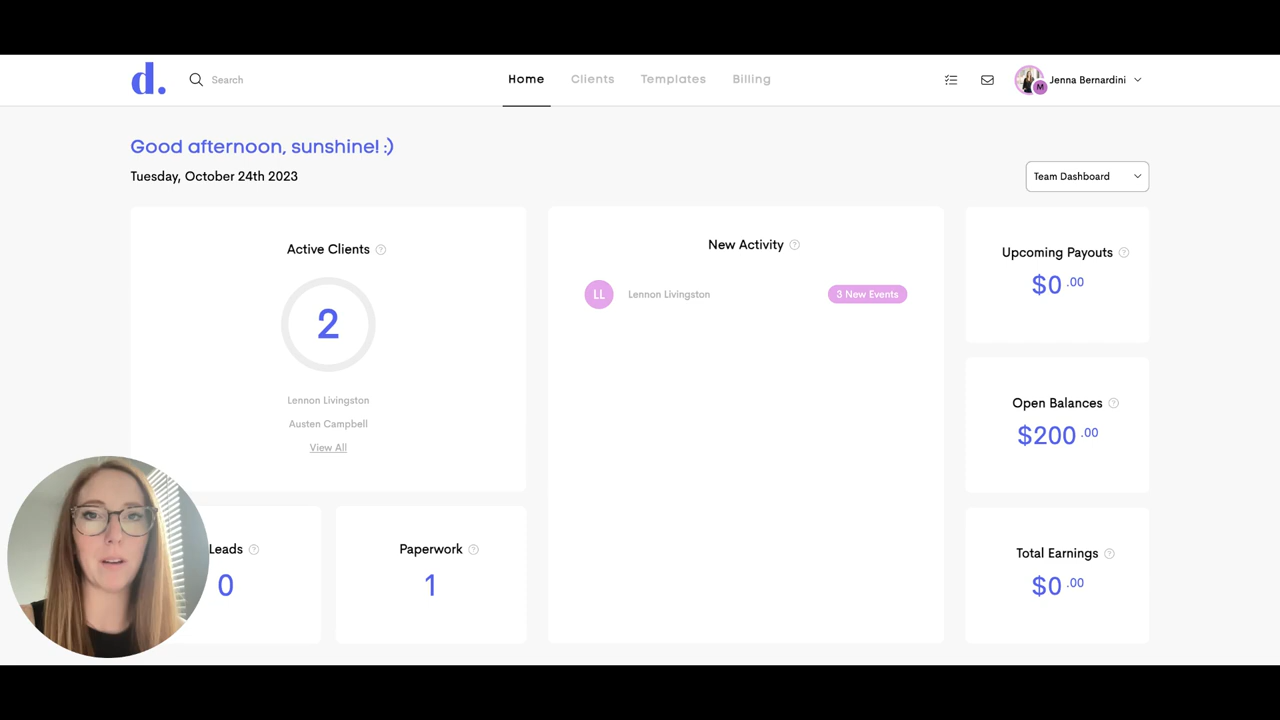 d.
Search
Home
Clients
Templates
Billing
M
Jenna Bernardini
Good afternoon, sunshine! :)
Tuesday, October 24th 2023
Team Dashboard
Active Clients ?
2
Lennon Livingston
Austen Campbell
View All
New Activity ?
LL Lennon Livingston 3 New Events
Upcoming Payouts ?
$0 .00
Open Balances ?
$200 .00
Leads ?
0
Paperwork ?
1
Total Earnings ?
$0 .00